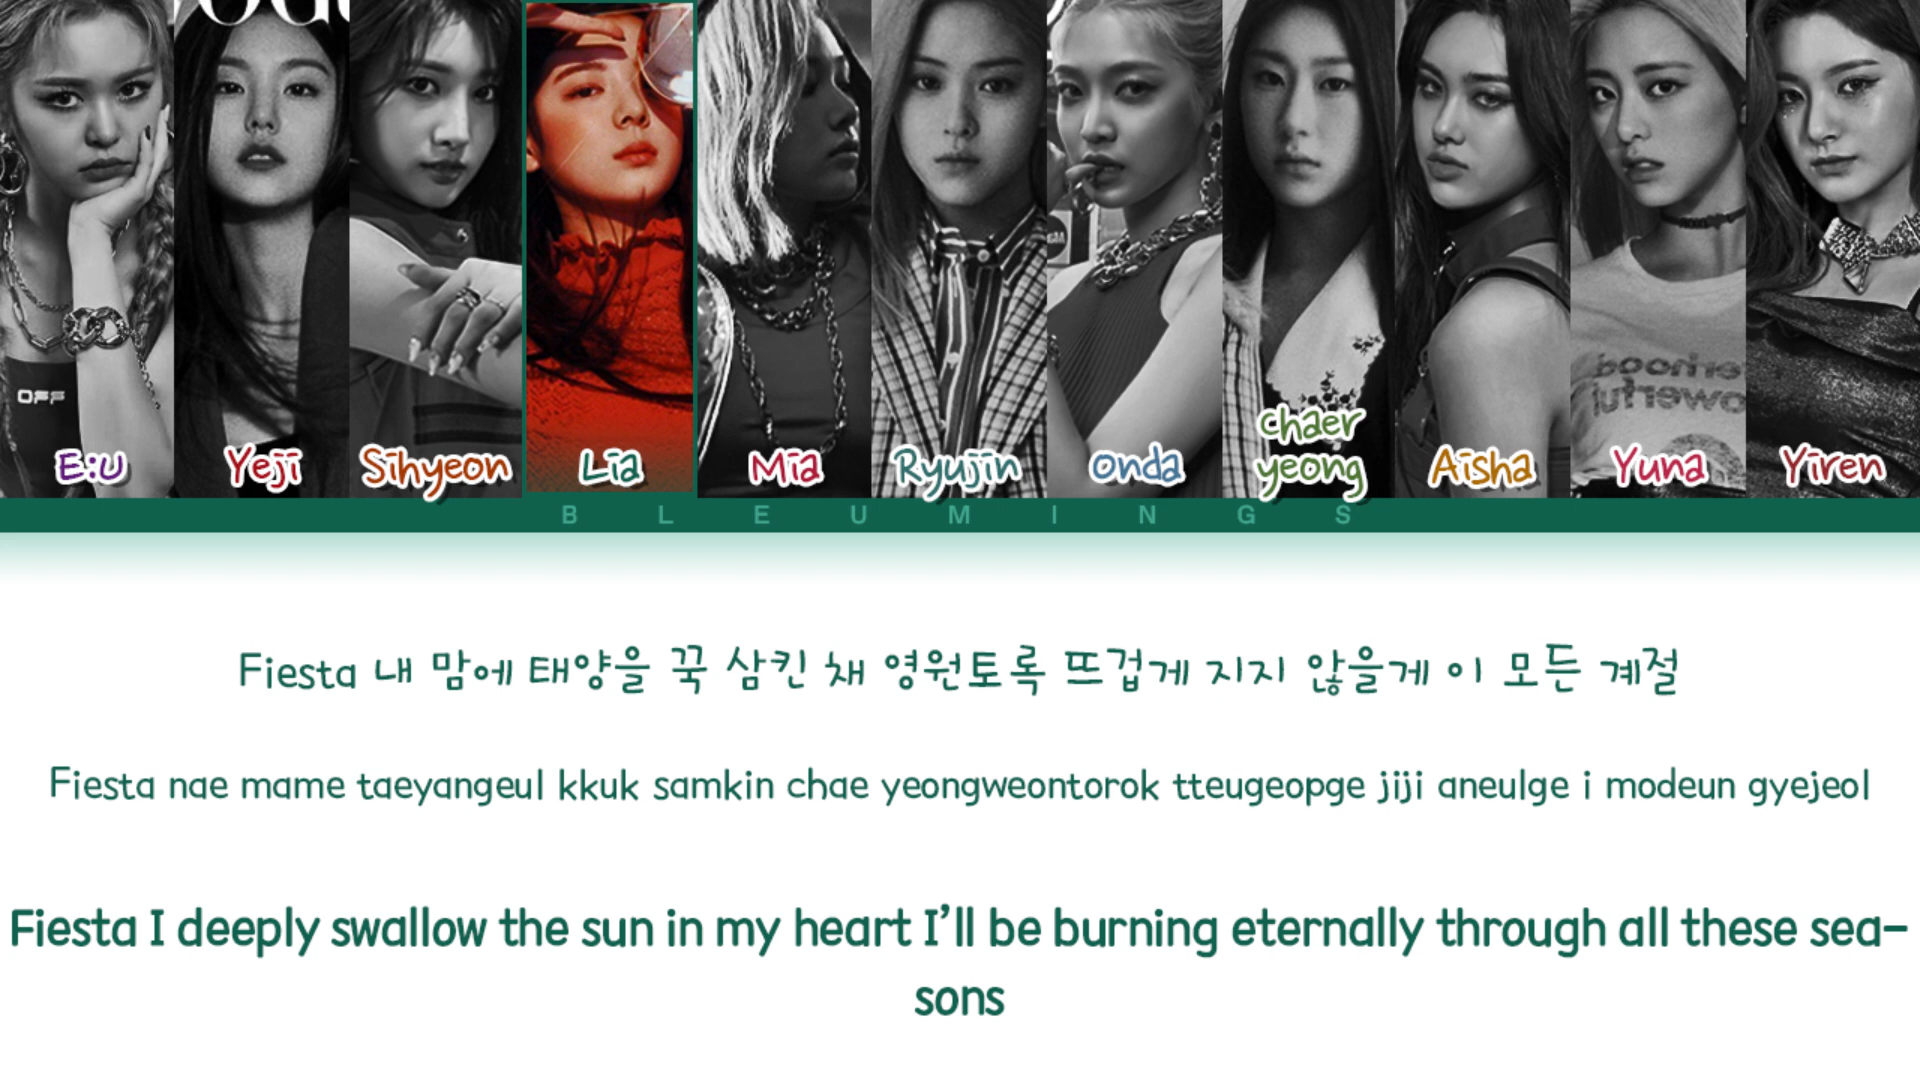 OFF
E:U
Yeji
Sihyeon
Lia
Mia
Ryujin
Onda
chaer
yeong
Aisha
Yuna
Yiren
BLEUMINGS
Fiesta 내 맘에 태양을 꾹 삼킨 채 영원토록 뜨겁게 지지 않을게 이 모든 계절
Fiesta nae mame taeyangeul kkuk samkin chae yeongweontorok tteugeopge jiji aneulge i modeun gyejeol
Fiesta I deeply swallow the sun in my heart I'll be burning eternally through all these sea-
sons